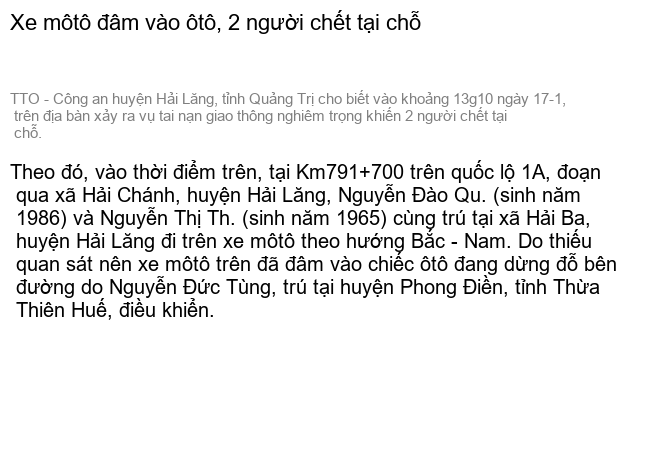 Xe môtô đâm vào ôtô, 2 người chết tại chỗ
TTO - Công an huyện Hải Lăng, tỉnh Quảng Trị cho biết vào khoảng 13g10 ngày 17-1,
trên địa bàn xảy ra vụ tai nạn giao thông nghiêm trọng khiến 2 người chết tại
chỗ.
Theo đó, vào thời điểm trên, tại Km791+700 trên quốc lộ 1A, đoạn
qua xã Hải Chánh, huyện Hải Lăng, Nguyễn Đào Qu. (sinh năm
1986) và Nguyễn Thị Th. (sinh năm 1965) cùng trú tại xã Hải Ba,
huyện Hải Lăng đi trên xe môtô theo hướng Bắc - Nam. Do thiếu
quan sát nên xe môtô trên đã đâm vào chiếc ôtô đang dừng đỗ bên
đường do Nguyễn Đức Tùng, trú tại huyện Phong Điền, tỉnh Thừa
Thiên Huế, điều khiển.